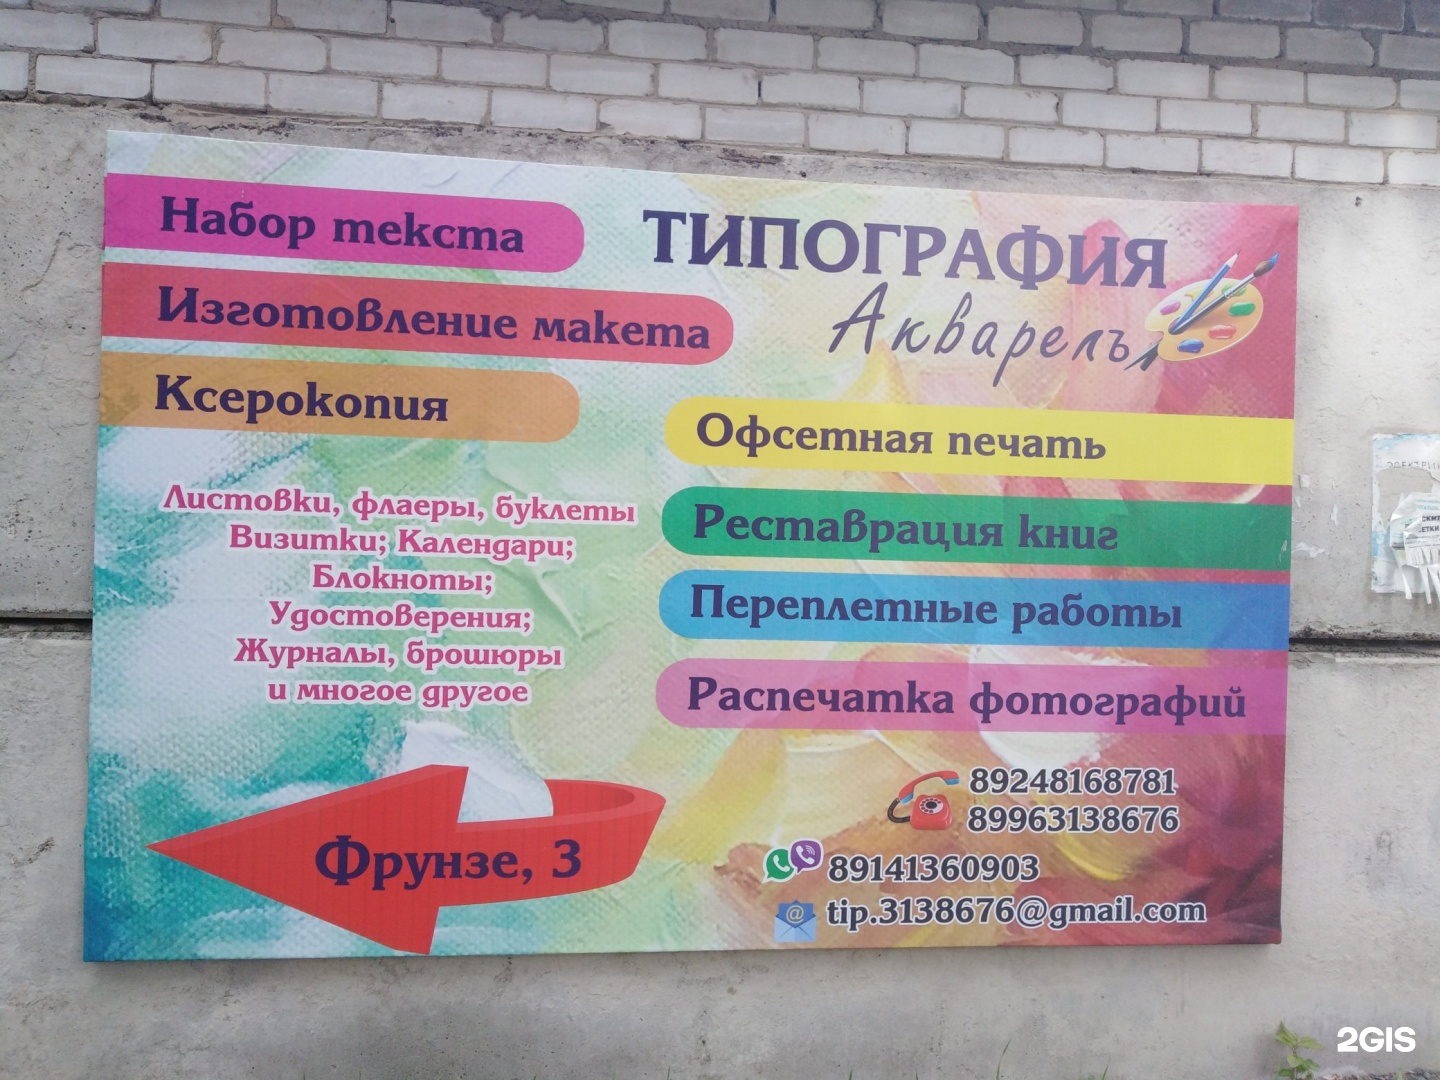 Набор текста
Изготовление макета
Ксерокопия
Листовки, флаеры, буклеты
Визитки; Календари;
Блокноты;
Удостоверения;
Журналы, брошюры
и многое другое
Фрунзе, 3
ТИПОГРАФИЯ
Акварелъ
Офсетная печать
Реставрация книг
Переплетные работы
Распечатка фотографий
89248168781
89963138676
89141360903
@
tip.3138676@gmail.com
2GIS